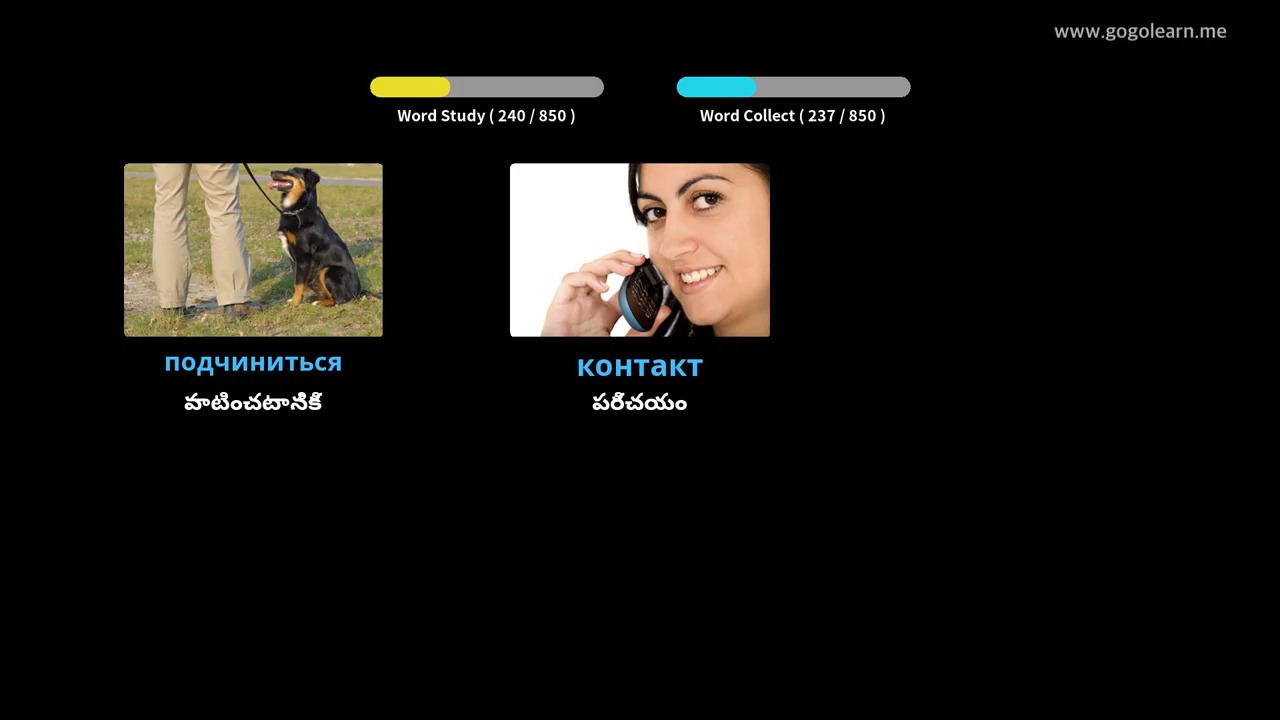 www.gogolearn.me
Word Study ( 240 / 850 )
Word Collect ( 237 / 850 )
подчиниться
контакт
పాటించటానికి
పరిచయం